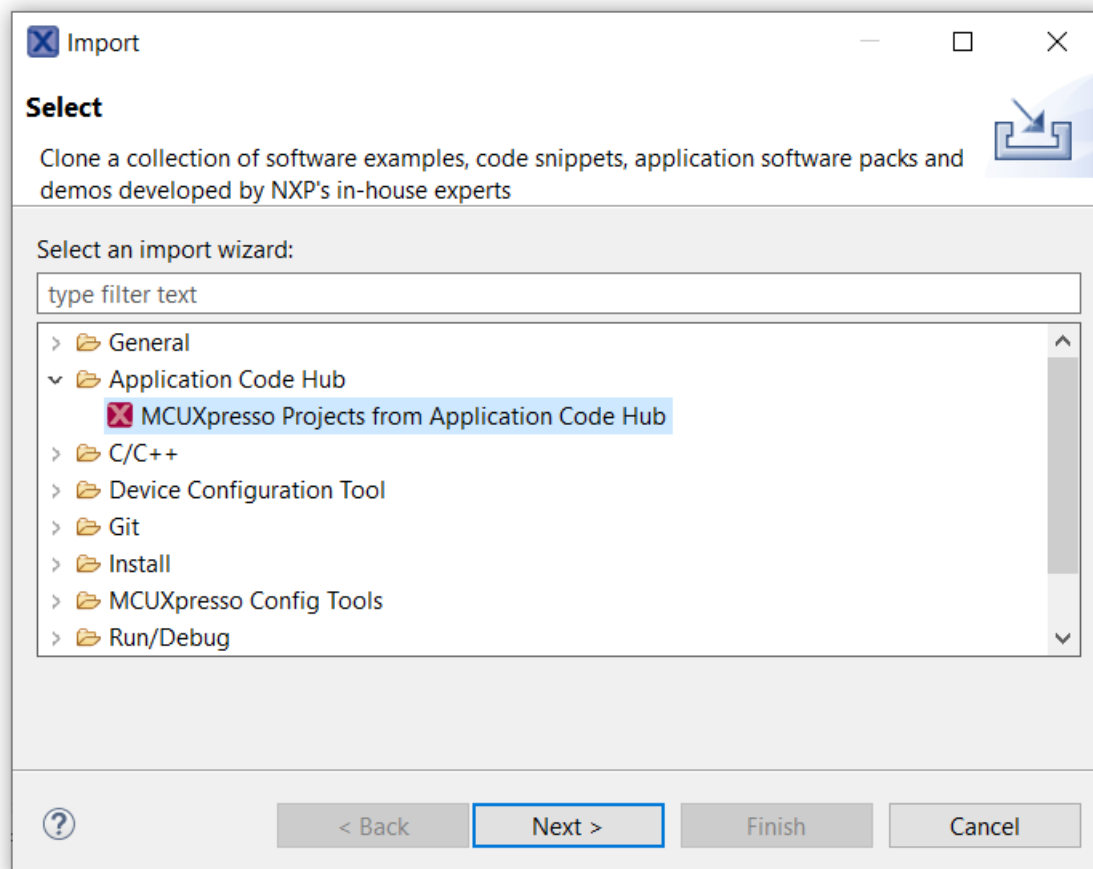 Import
Select
Clone a collection of software examples, code snippets, application software packs and
demos developed by NXP's in-house experts
Select an import wizard:
type filter text
General
Application Code Hub
MCUXpresso Projects from Application Code Hub
C/C++
Device Configuration Tool
Git
Install
MCUXpresso Config Tools
Run/Debug
< Back Next > Finish Cancel